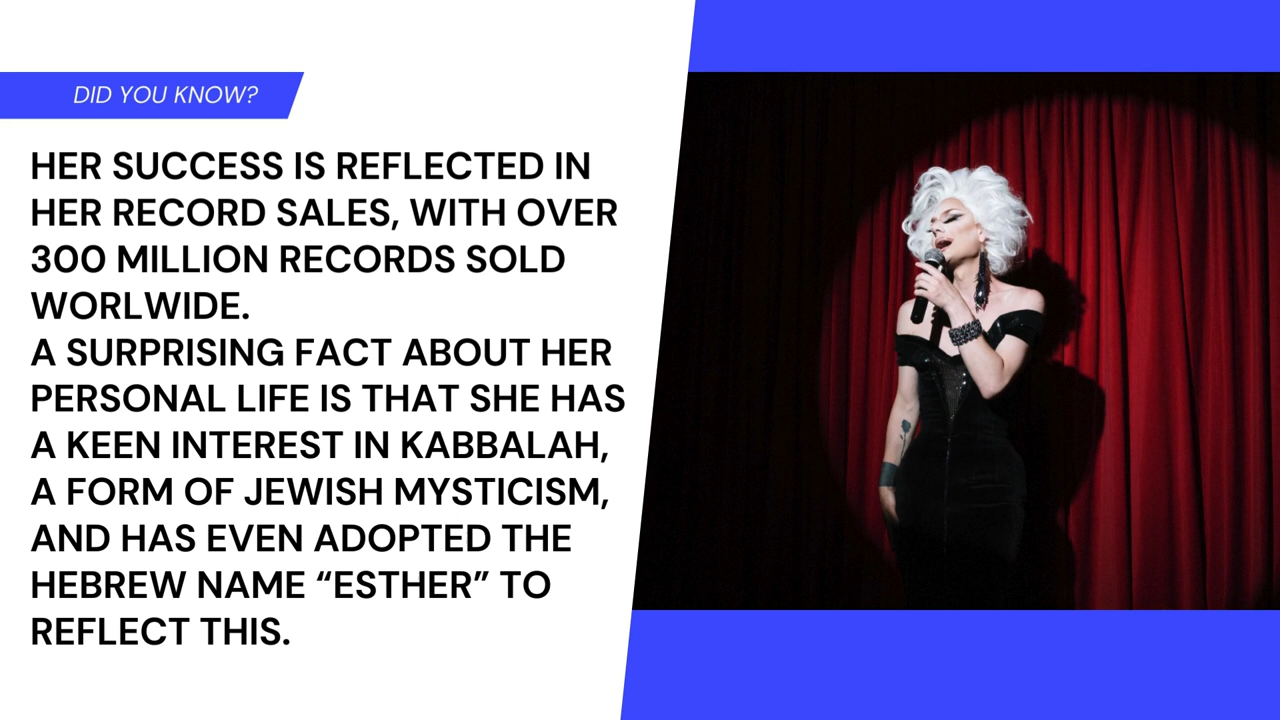 DID YOU KNOW?
HER SUCCESS IS REFLECTED IN
HER RECORD SALES, WITH OVER
300 MILLION RECORDS SOLD
WORLWIDE.
A SURPRISING FACT ABOUT HER
PERSONAL LIFE IS THAT SHE HAS
A KEEN INTEREST IN KABBALAH,
A FORM OF JEWISH MYSTICISM,
AND HAS EVEN ADOPTED THE
HEBREW NAME “ESTHER” TO
REFLECT THIS.